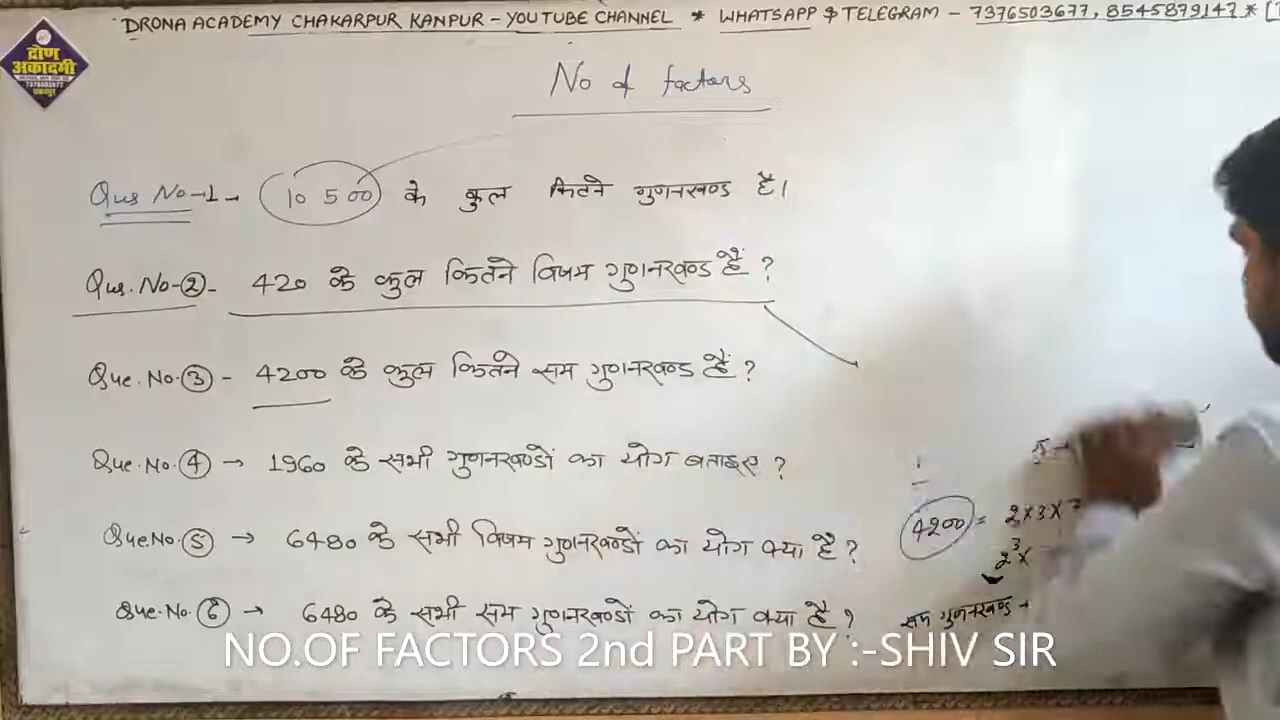 DRONA ACADEMY CHAKARPUR KANPUR - YOUTUBE CHANNEL * WHATSAPP $ TELEGRAM - 7376503677, 8545879147 *
द्रोण
अकादमी
No of factors
Qus No-1- 10 500 के कुल कितने गुणनखण्ड है।
Qus. No-② - 420 के कुल कितने विषम गुणनखण्ड हैं ?
Que. No. ③ - 4200 के कुल कितने सम गुणनखण्ड हैं ?
Que. No. ④ → 1960 के सभी गुणनखण्डों का योग बताइए ?
Que.No. ⑤ → 6480 के सभी विषम गुणनखण्डों का योग क्या है ?
4200 = 2×3×7
2³×
Que. No. ⑥ → 6480 के सभी सम गुणनखण्डों का योग क्या है ?
सम गुणनखण्ड →
NO.OF FACTORS 2nd PART BY :-SHIV SIR